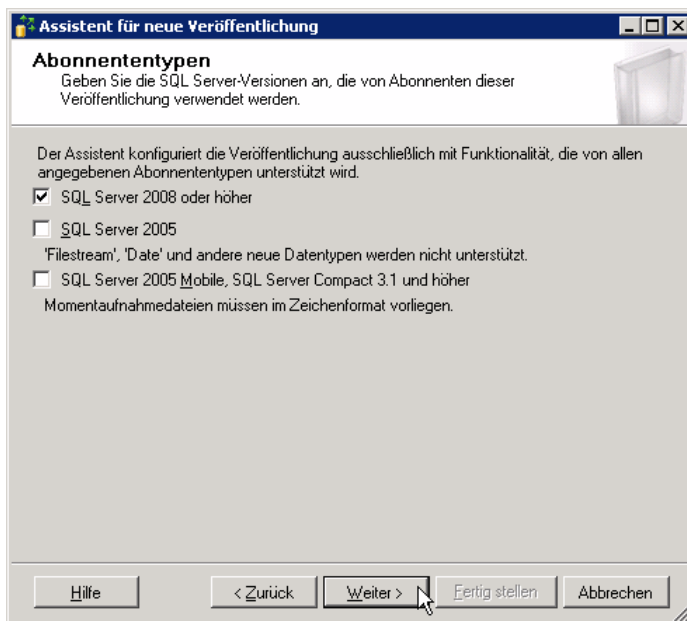 Assistent für neue Veröffentlichung
Abonnententypen
Geben Sie die SQL Server-Versionen an, die von Abonnenten dieser
Veröffentlichung verwendet werden.
Der Assistent konfiguriert die Veröffentlichung ausschließlich mit Funktionalität, die von allen
angegebenen Abonnententypen unterstützt wird.
SQL Server 2008 oder höher
SQL Server 2005
'Filestream', 'Date' und andere neue Datentypen werden nicht unterstützt.
SQL Server 2005 Mobile, SQL Server Compact 3.1 und höher
Momentaufnahmedateien müssen im Zeichenformat vorliegen.
Hilfe
< Zurück
Weiter >
Fertig stellen
Abbrechen